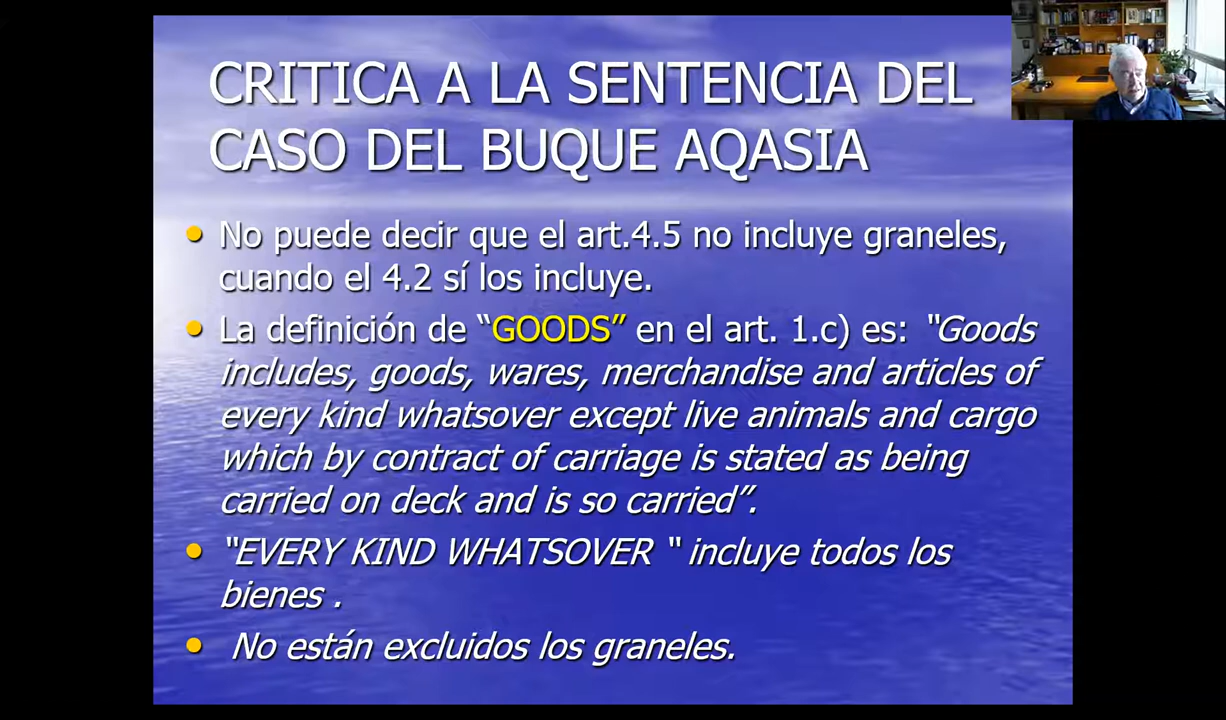 CRITICA A LA SENTENCIA DEL
CASO DEL BUQUE AQASIA
• No puede decir que el art.4.5 no incluye graneles,
cuando el 4.2 sí los incluye.
• La definición de “GOODS” en el art. 1.c) es: “Goods
includes, goods, wares, merchandise and articles of
every kind whatsover except live animals and cargo
which by contract of carriage is stated as being
carried on deck and is so carried”.
• “EVERY KIND WHATSOVER “ incluye todos los
bienes .
• No están excluidos los graneles.